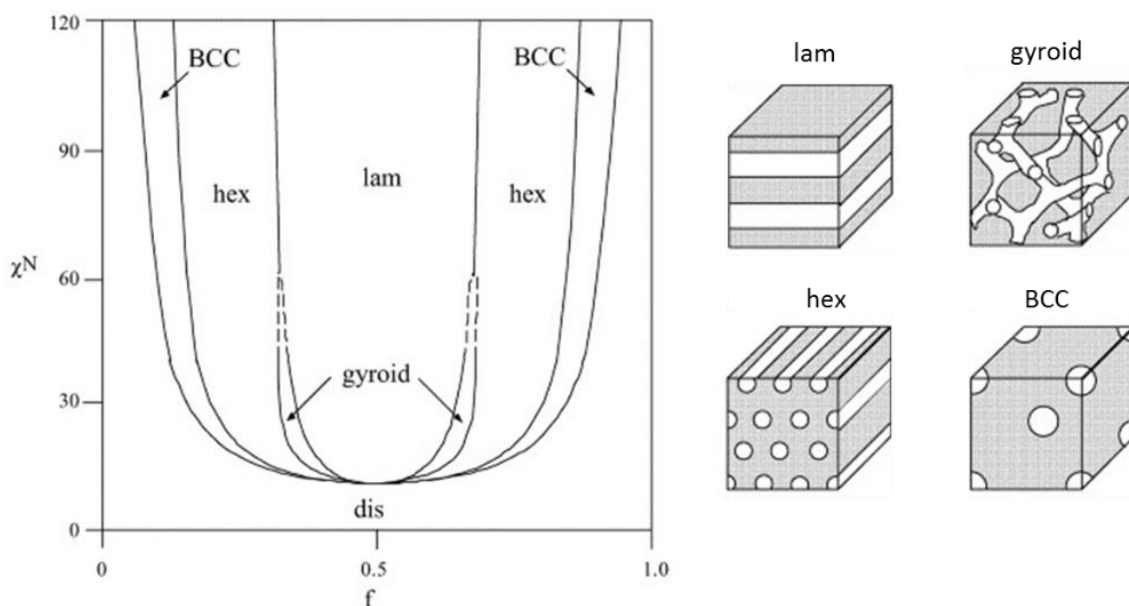 120
90
60
30
0
χN
BCC
BCC
hex
lam
hex
gyroid
dis
0
0.5
1.0
f
lam
gyroid
hex
BCC